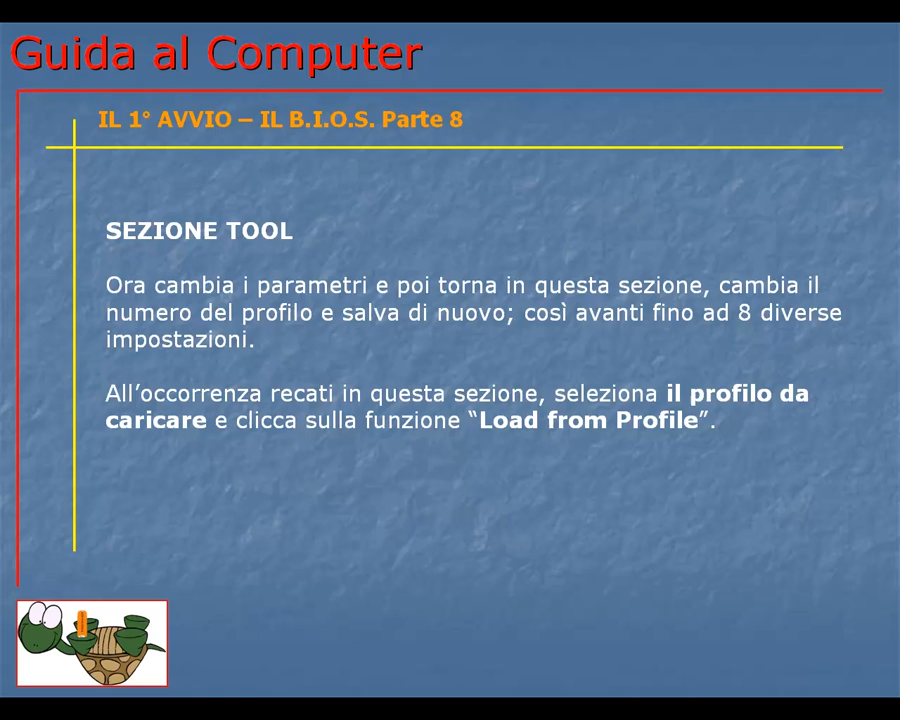 Guida al Computer
IL 1° AVVIO – IL B.I.O.S. Parte 8
SEZIONE TOOL
Ora cambia i parametri e poi torna in questa sezione, cambia il
numero del profilo e salva di nuovo; così avanti fino ad 8 diverse
impostazioni.
All’occorrenza recati in questa sezione, seleziona il profilo da
caricare e clicca sulla funzione “Load from Profile”.